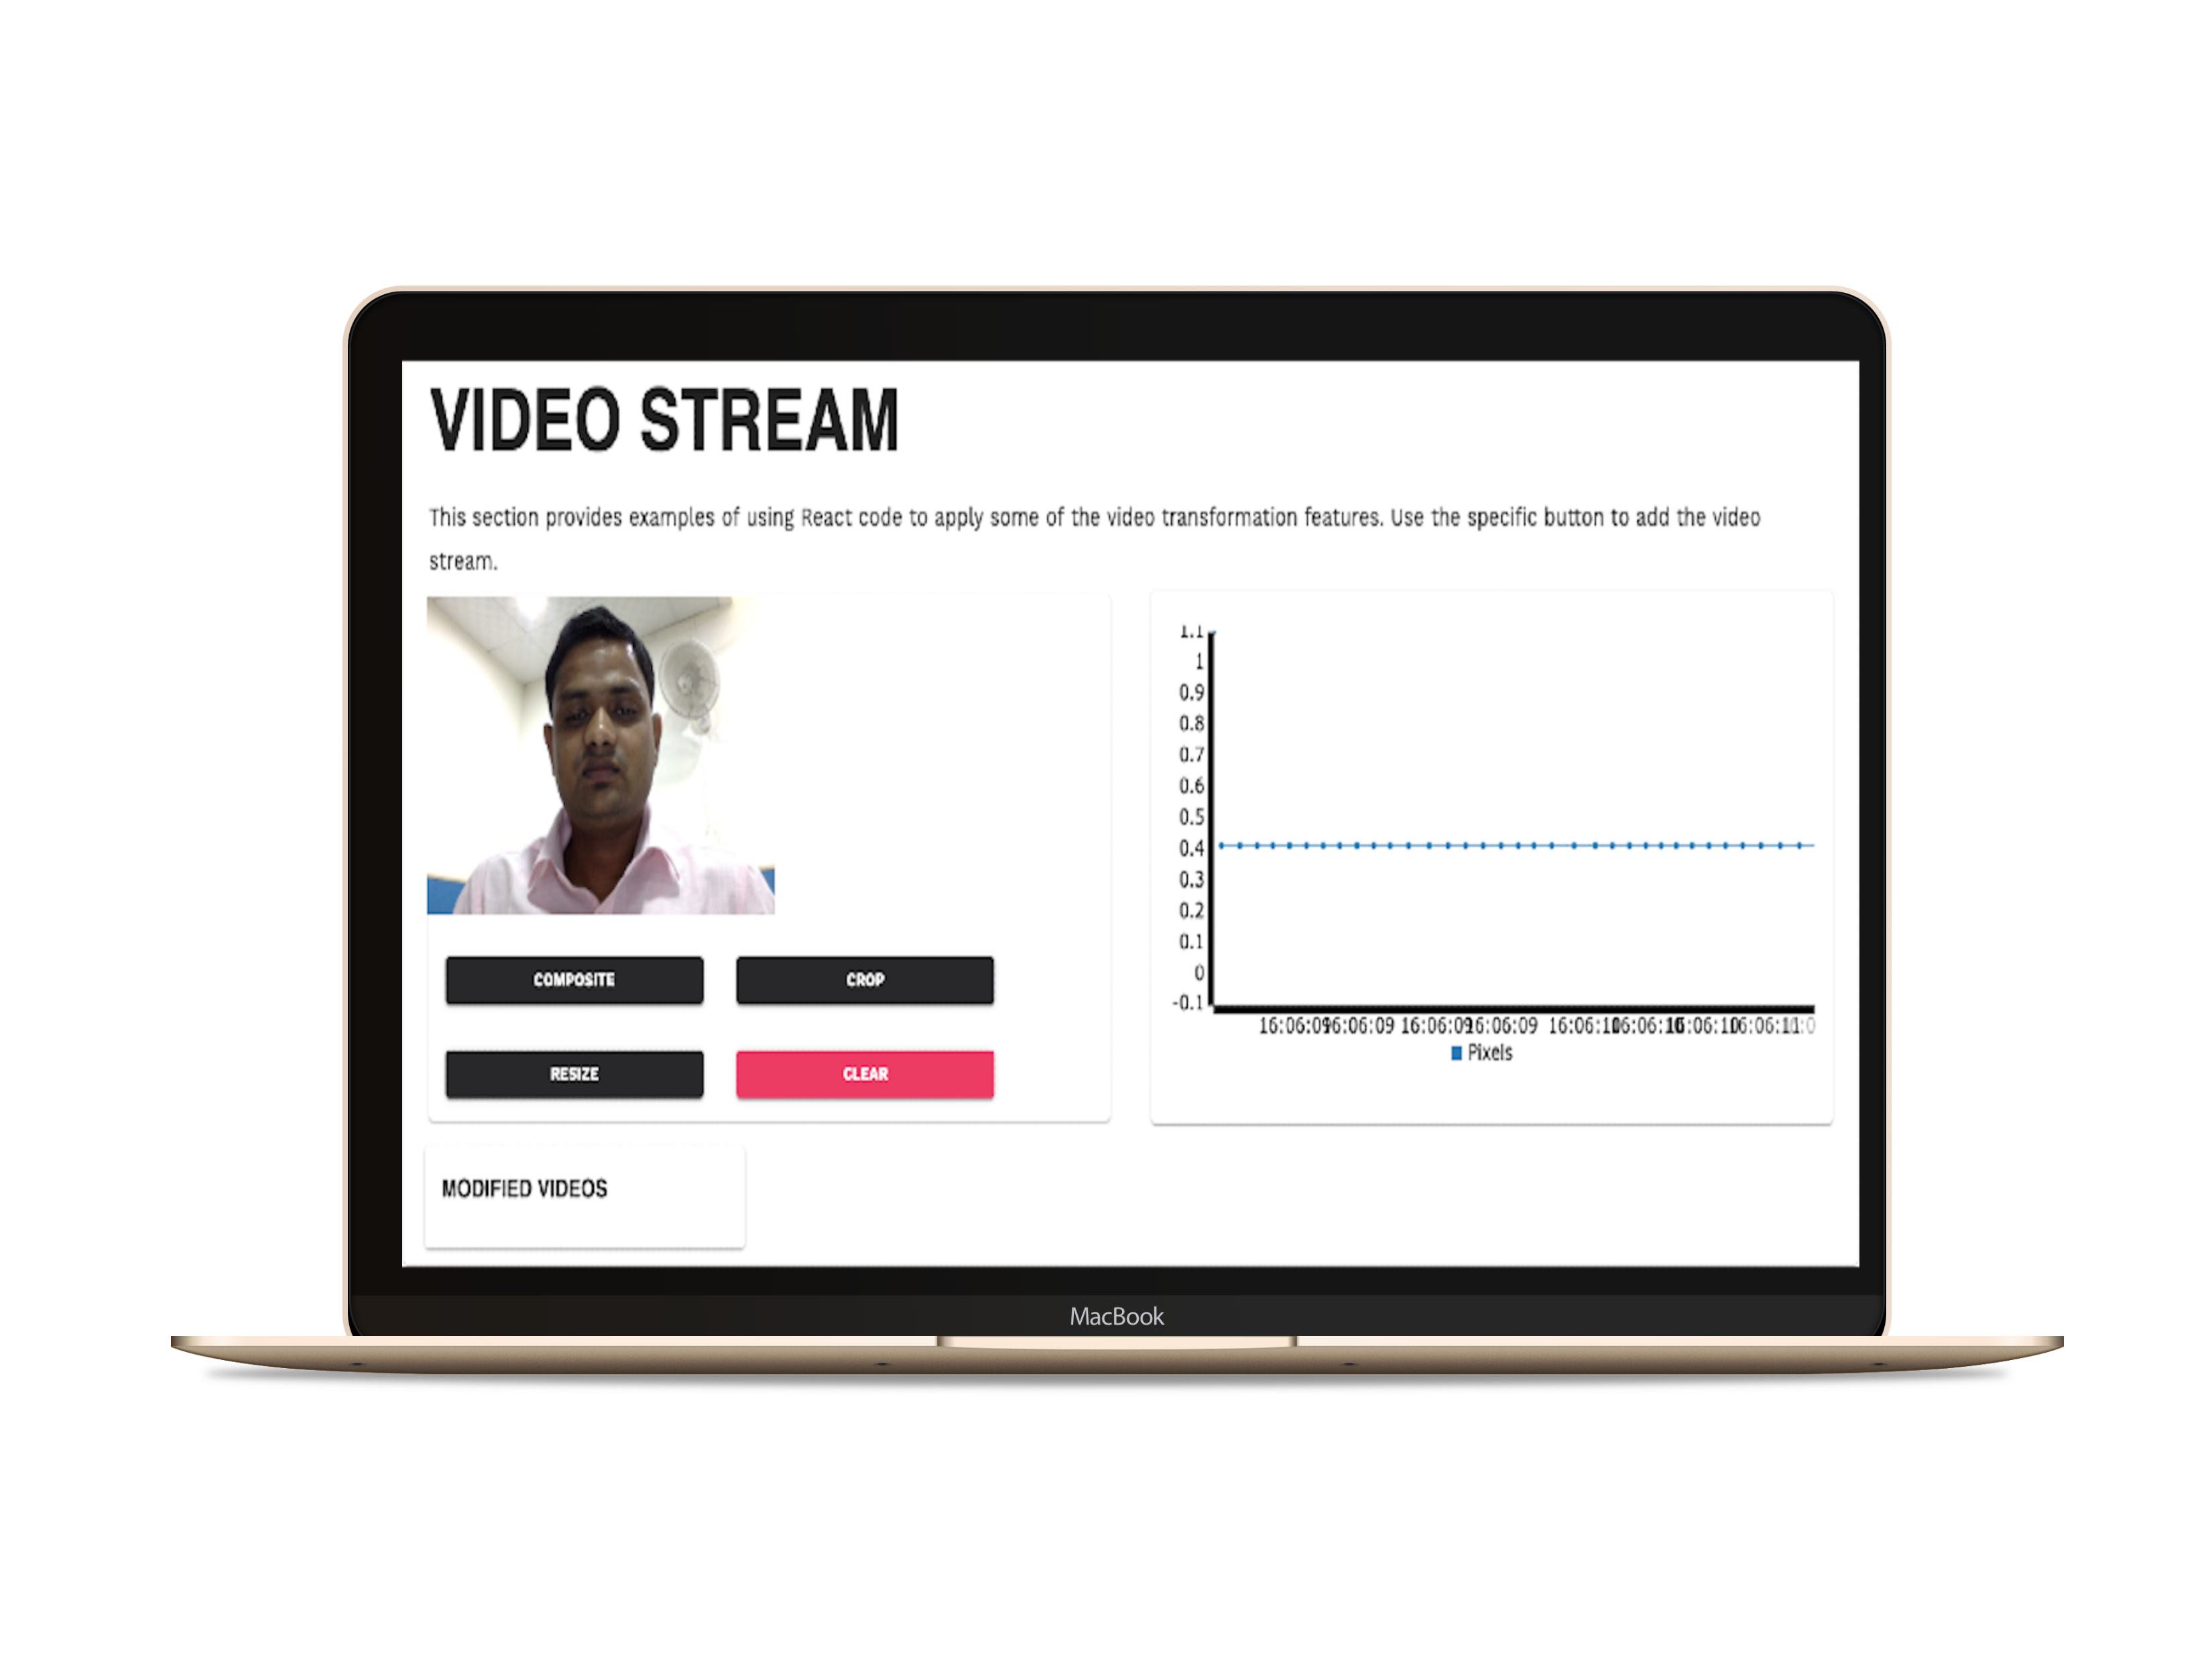 VIDEO STREAM
This section provides examples of using React code to apply some of the video transformation features. Use the specific button to add the video
stream.
COMPOSITE
CROP
RESIZE
CLEAR
1.1
1
0.9
0.8
0.7
0.6
0.5
0.4
0.3
0.2
0.1
0
-0.1
16:06:09 16:06:09 16:06:09 16:06:09 16:06:10 16:06:10 16:06:10 16:06:11
Pixels
MODIFIED VIDEOS
MacBook